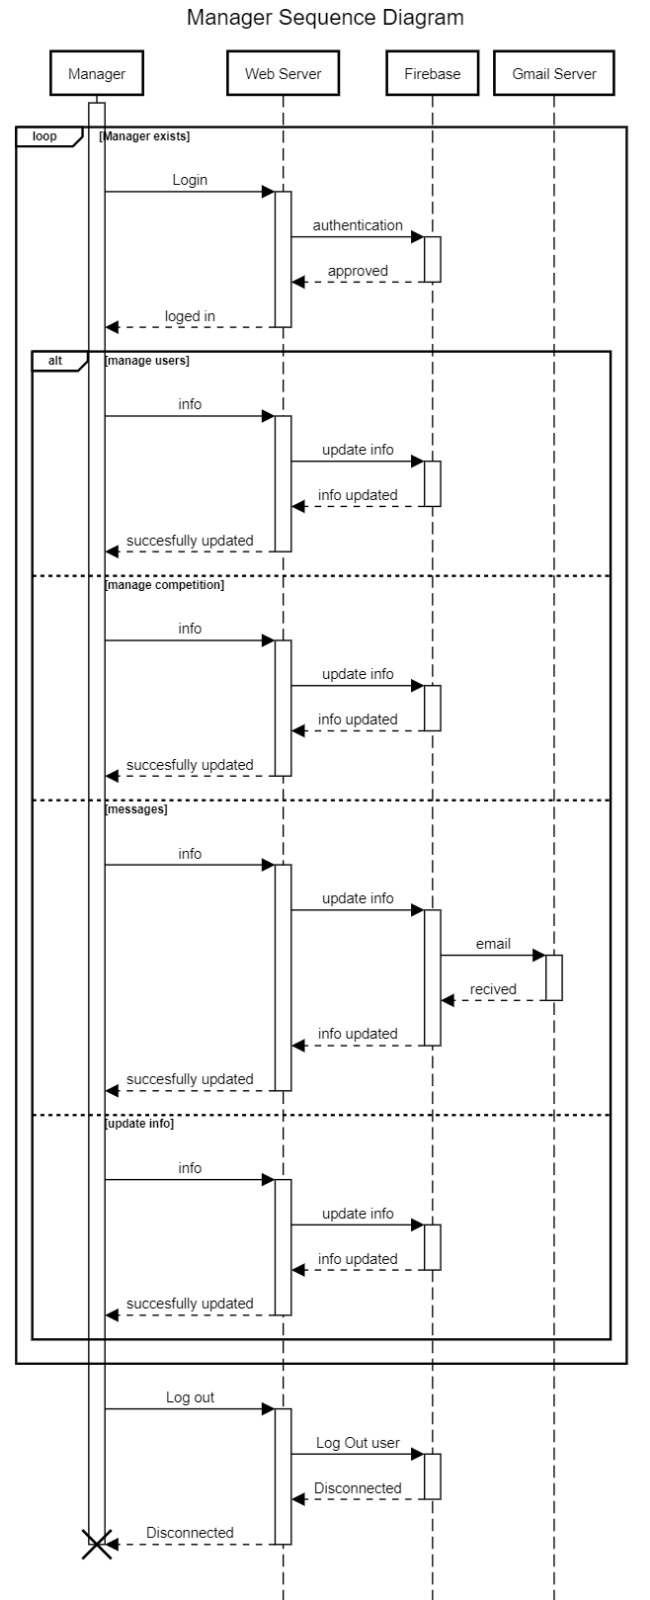 Manager Sequence Diagram
Manager
Web Server
Firebase
Gmail Server
loop
[Manager exists]
Login
authentication
approved
loged in
alt
[manage users]
info
update info
info updated
succesfully updated
[manage competition]
info
update info
info updated
succesfully updated
[messages]
info
update info
email
recived
info updated
succesfully updated
[update info]
info
update info
info updated
succesfully updated
Log out
Log Out user
Disconnected
Disconnected